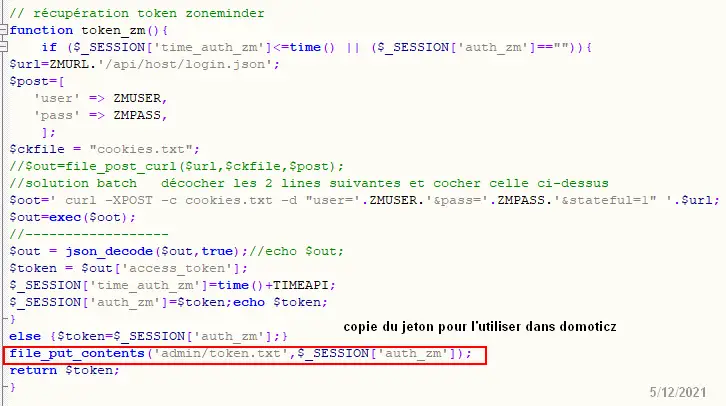 // récupération token zoneminder
function token_zm(){
if ($_SESSION['time_auth_zm']<=time() || ($_SESSION['auth_zm']=="")){
$url=ZMURL.'/api/host/login.json';
$post=[
'user' => ZMUSER,
'pass' => ZMPASS,
];
$ckfile = "cookies.txt";
//$out=file_post_curl($url,$ckfile,$post);
//solution batch décocher les 2 lines suivantes et cocher celle ci-dessus
$oot=' curl -XPOST -c cookies.txt -d "user='.ZMUSER.'&pass='.ZMPASS.'&stateful=1" '.$url;
$out=exec($oot);
//------------------
$out = json_decode($out,true);//echo $out;
$token = $out['access_token'];
$_SESSION['time_auth_zm']=time()+TIMEAPI;
$_SESSION['auth_zm']=$token;echo $token;
}
copie du jeton pour l'utiliser dans domoticz
else {$token=$_SESSION['auth_zm'];}
file_put_contents('admin/token.txt',$_SESSION['auth_zm']);
return $token;
}
5/12/2021